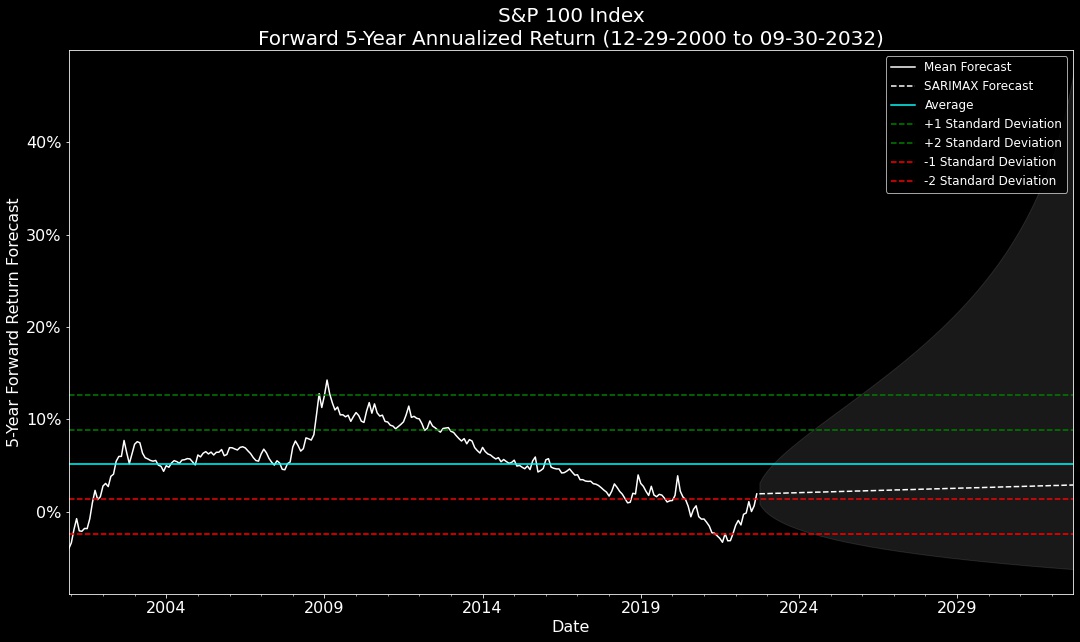 S&P 100 Index
Forward 5-Year Annualized Return (12-29-2000 to 09-30-2032)
Mean Forecast
SARIMAX Forecast
Average
+1 Standard Deviation
+2 Standard Deviation
-1 Standard Deviation
-2 Standard Deviation
5-Year Forward Return Forecast
40%
30%
20%
10%
0%
2004
2009
2014
2019
2024
2029
Date